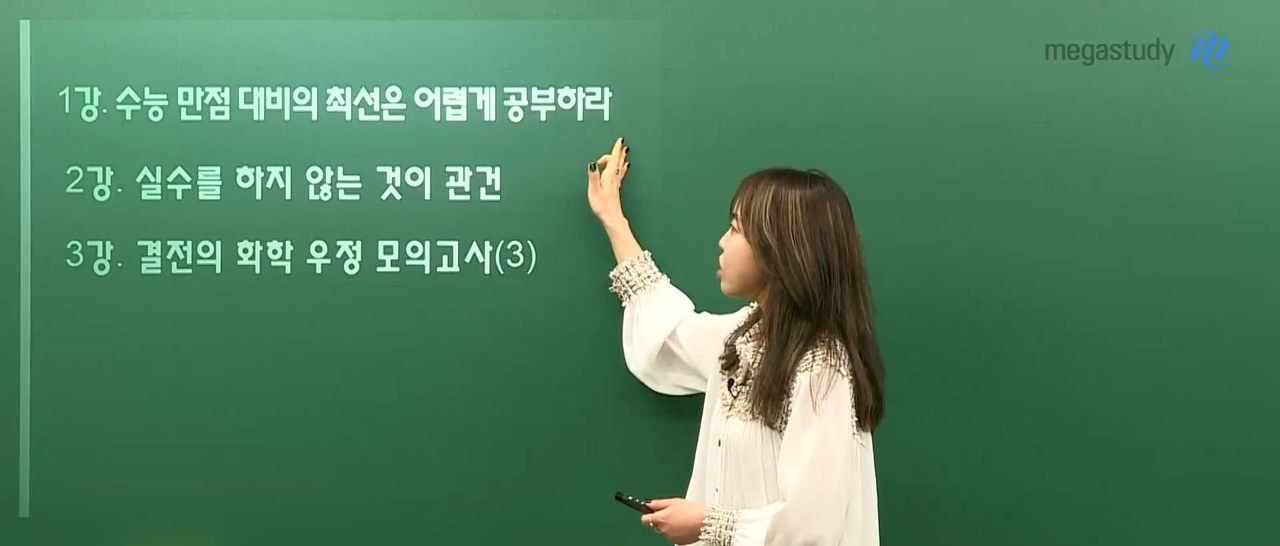 megastudy M
1강. 수능 만점 대비의 최선은 어렵게 공부하라
2강. 실수를 하지 않는 것이 관건
3강. 결전의 화학 우정 모의고사(3)